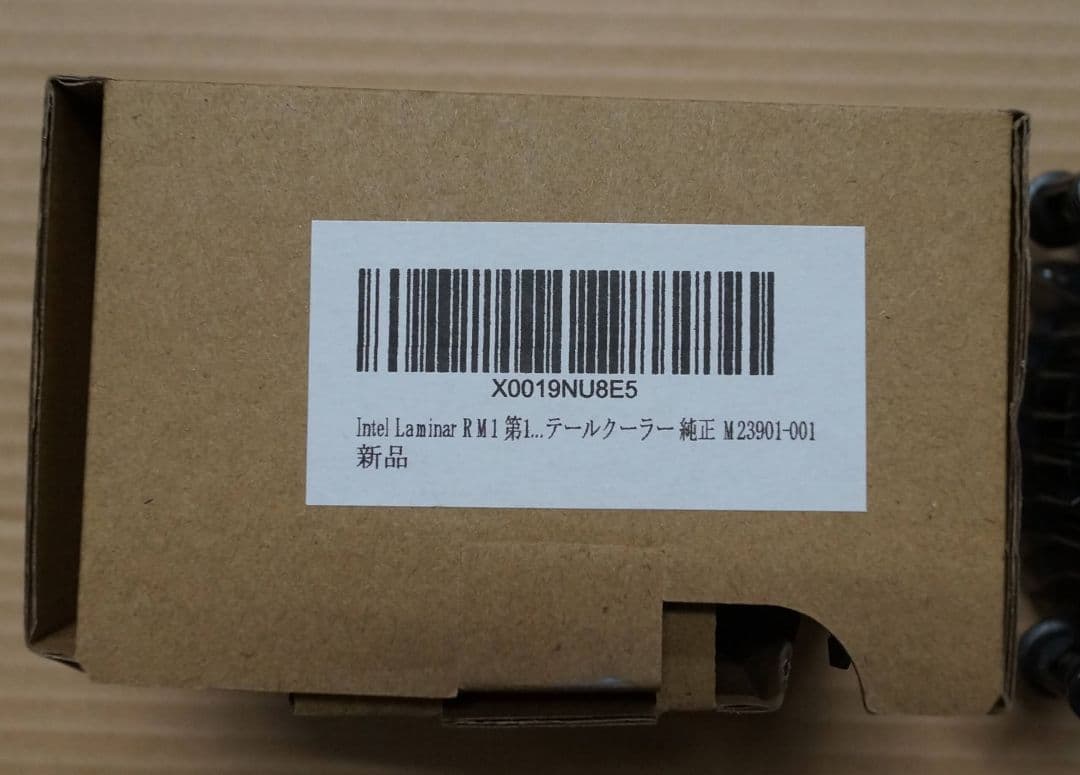 X0019NU8E5
Intel Laminar RM1 第1...テールクーラー 純正 M23901-001
新品